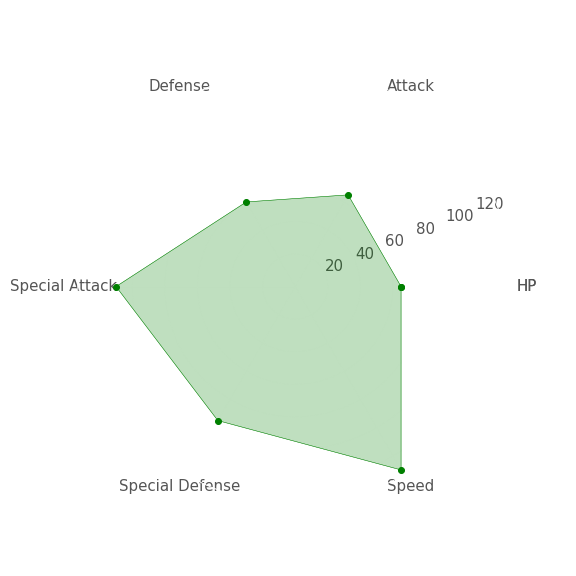 Defense
Attack
120
100
80
60
40
20
Special Attack
HP
Special Defense
Speed